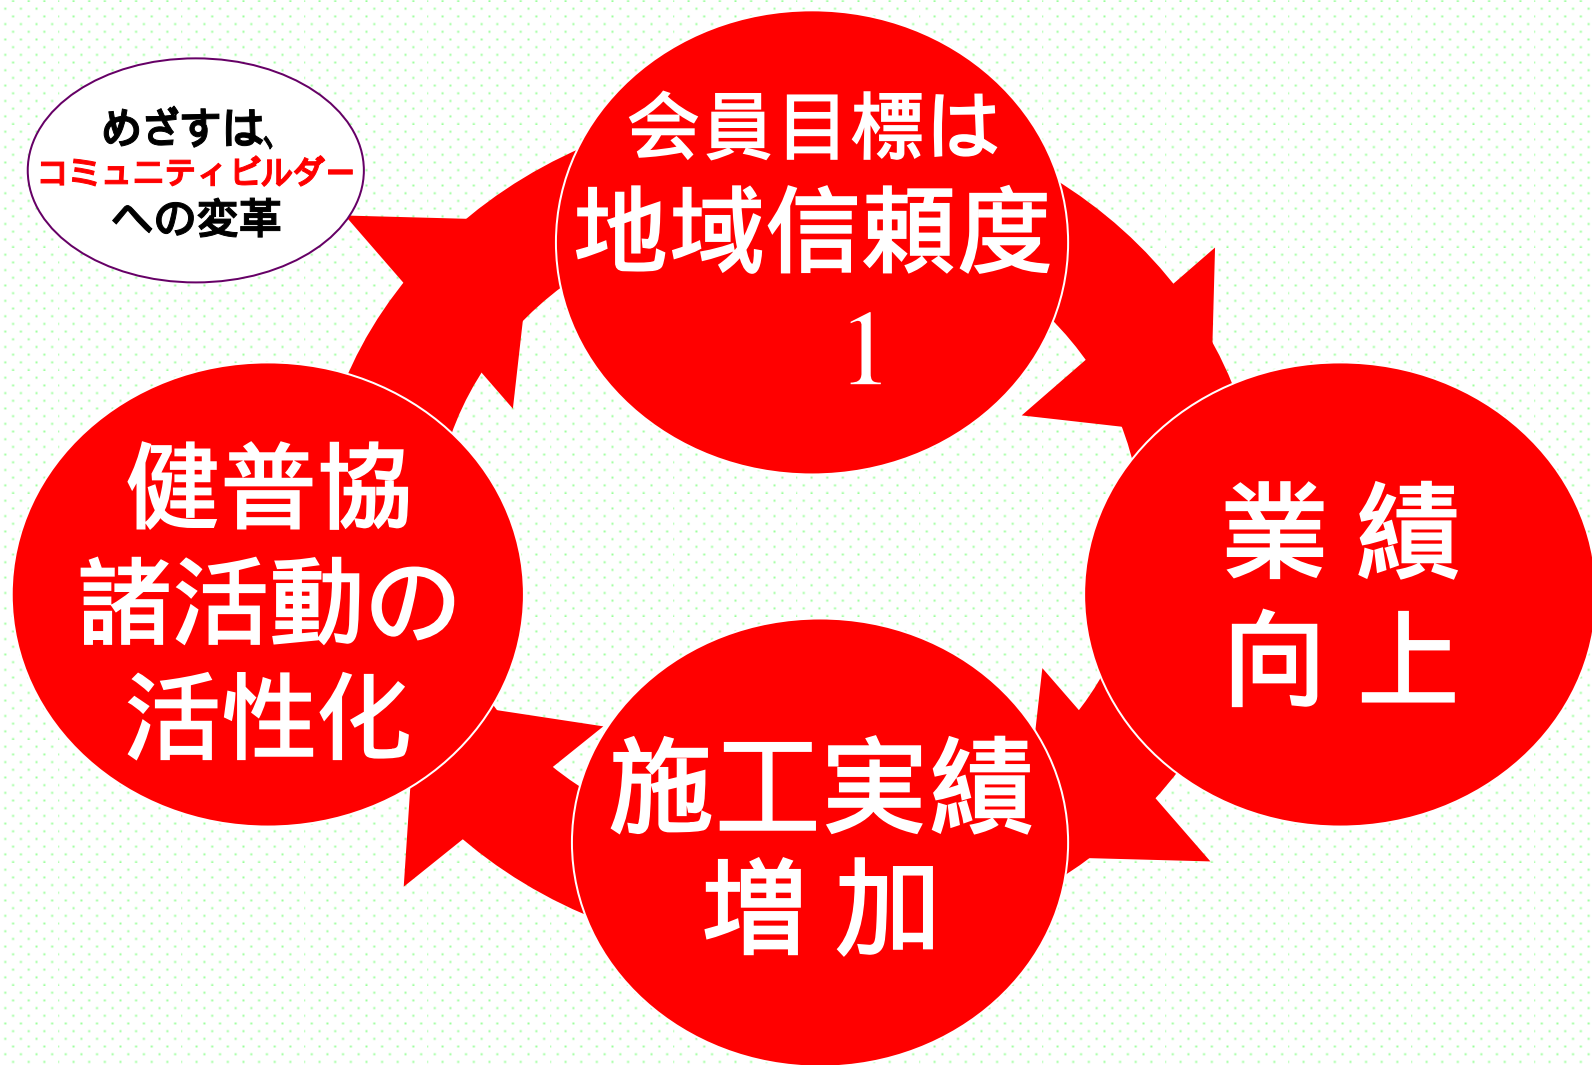 めざすは、
コミュニティビルダー
への変革
会員目標は
地域信頼度
1
業 績
向 上
施工実績
増 加
健普協
諸活動の
活性化